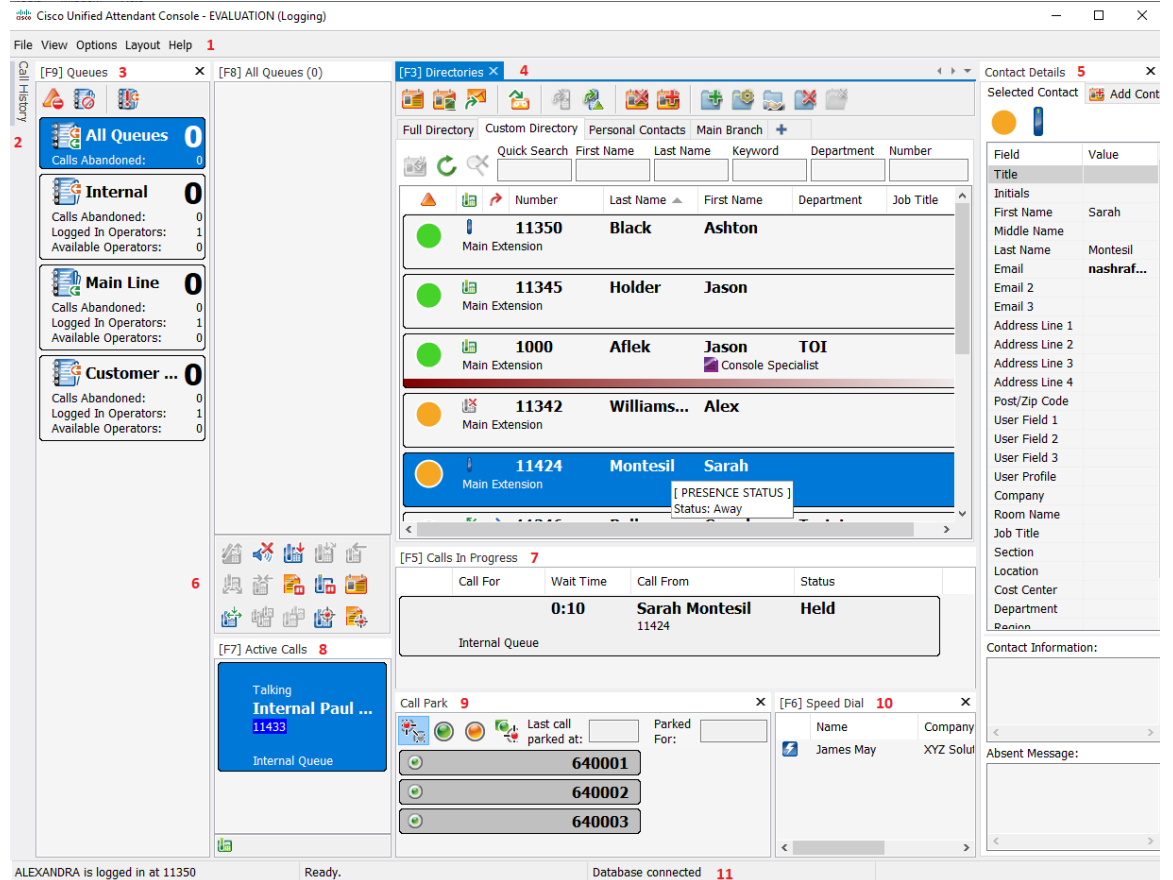 Cisco Unified Attendant Console - EVALUATION (Logging)
File View Options Layout Help 1
Call History
2
[F9] Queues 3
All Queues 0
Calls Abandoned: 0
Internal 0
Calls Abandoned: 0
Logged In Operators: 1
Available Operators: 0
Main Line 0
Calls Abandoned: 0
Logged In Operators: 1
Available Operators: 0
Customer ... 0
Calls Abandoned: 0
Logged In Operators: 1
Available Operators: 0
[F8] All Queues (0)
6
[F7] Active Calls 8
Talking
Internal Paul ...
11433
Internal Queue
[F3] Directories 4
Full Directory Custom Directory Personal Contacts Main Branch
Quick Search First Name Last Name Keyword Department Number
Number Last Name First Name Department Job Title
11350 Black Ashton
Main Extension
11345 Holder Jason
Main Extension
1000 Aflek Jason TOI
Main Extension Console Specialist
11342 Williams... Alex
Main Extension
11424 Montesil Sarah
Main Extension
[ PRESENCE STATUS ]
Status: Away
[F5] Calls In Progress 7
Call For Wait Time Call From Status
0:10 Sarah Montesil Held
11424
Internal Queue
Call Park 9
Last call parked at:
Parked For:
640001
640002
640003
[F6] Speed Dial 10
Name Company
James May XYZ Solut
Contact Details 5
Selected Contact Add Cont
Field Value
Title
Initials
First Name Sarah
Middle Name
Last Name Montesil
Email nashraf...
Email 2
Email 3
Address Line 1
Address Line 2
Address Line 3
Address Line 4
Post/Zip Code
User Field 1
User Field 2
User Field 3
User Profile
Company
Room Name
Job Title
Section
Location
Cost Center
Department
Region
Contact Information:
Absent Message:
ALEXANDRA is logged in at 11350 Ready. Database connected 11